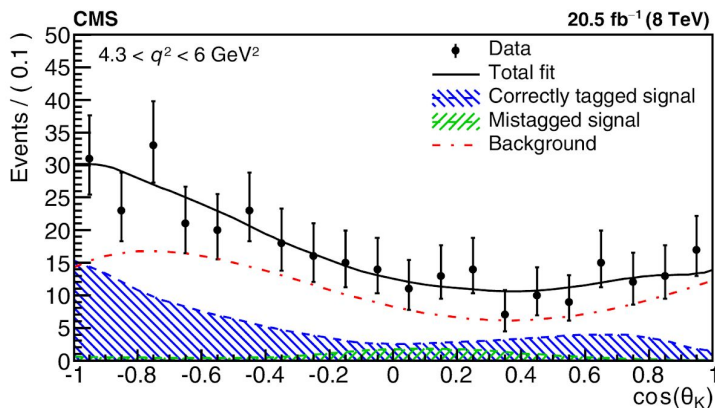 CMS 20.5 fb⁻¹ (8 TeV)
4.3 < q² < 6 GeV²
Data
Total fit
Correctly tagged signal
Mistagged signal
Background
Events / ( 0.1 )
50
45
40
35
30
25
20
15
10
5
0
-1 -0.8 -0.6 -0.4 -0.2 0 0.2 0.4 0.6 0.8 1
cos(θ_K)